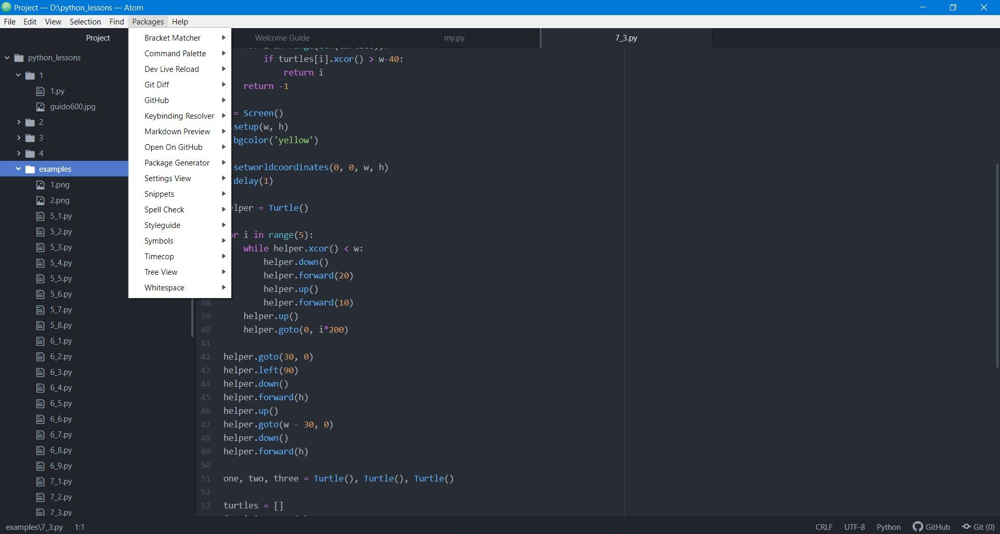 Project — D:\python_lessons — Atom
File Edit View Selection Find Packages Help
Project
python_lessons
1
1.py
guido600.jpg
2
3
4
examples
1.png
2.png
5_1.py
5_2.py
5_3.py
5_4.py
5_5.py
5_6.py
5_7.py
5_8.py
6_1.py
6_2.py
6_3.py
6_4.py
6_5.py
6_6.py
6_7.py
6_8.py
6_9.py
7_1.py
7_2.py
7_3.py
Bracket Matcher
Command Palette
Dev Live Reload
Git Diff
GitHub
Keybinding Resolver
Markdown Preview
Open On GitHub
Package Generator
Settings View
Snippets
Spell Check
Styleguide
Symbols
Timecop
Tree View
Whitespace
Welcome Guide my.py 7_3.py
if turtles[i].xcor() > w-40:
return i
return -1
= Screen()
.setup(w, h)
.bgcolor('yellow')
.setworldcoordinates(0, 0, w, h)
.delay(1)
elper = Turtle()
or i in range(5):
while helper.xcor() < w:
helper.down()
helper.forward(20)
helper.up()
38 helper.forward(10)
39 helper.up()
40 helper.goto(0, i*200)
41
42 helper.goto(30, 0)
43 helper.left(90)
44 helper.down()
45 helper.forward(h)
46 helper.up()
47 helper.goto(w - 30, 0)
48 helper.down()
49 helper.forward(h)
50
51 one, two, three = Turtle(), Turtle(), Turtle()
52
53 turtles = []
examples\7_3.py 1:1 CRLF UTF-8 Python GitHub Git (0)